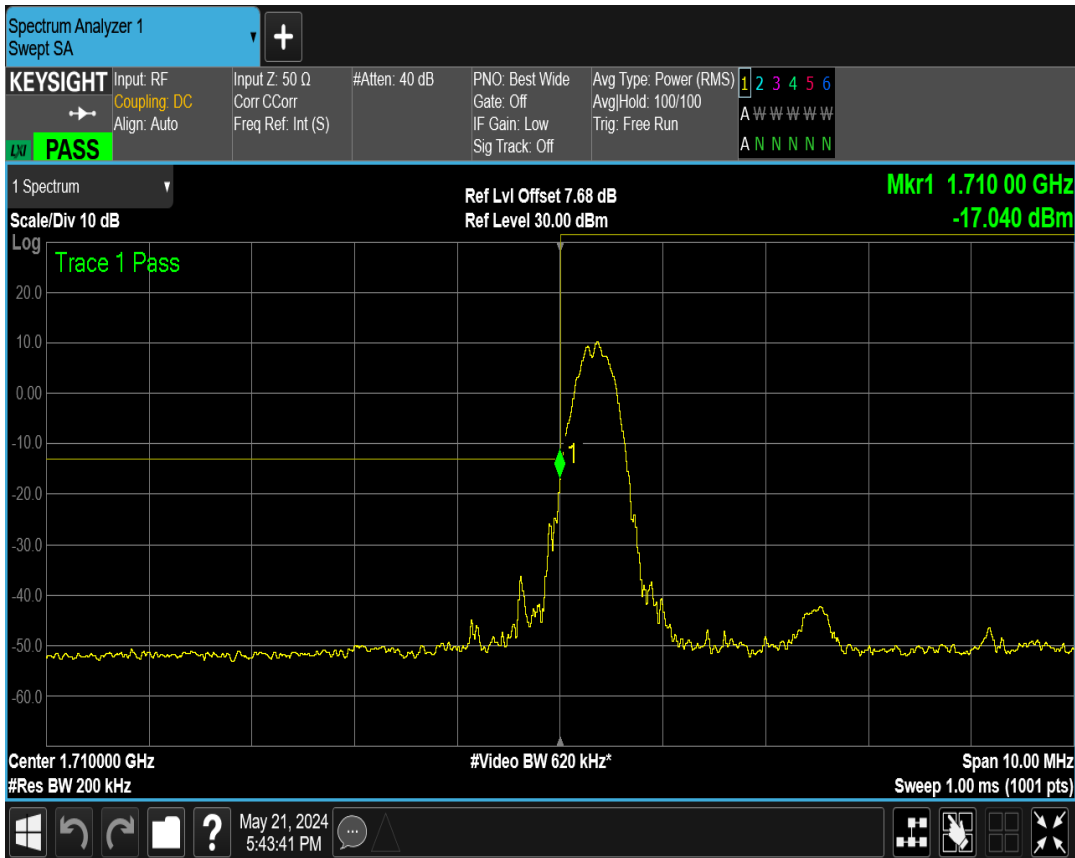 Spectrum Analyzer 1
Swept SA
+
KEYSIGHT
LXI PASS
Input: RF
Coupling: DC
Align: Auto
Input Z: 50 Ω
Corr CCorr
Freq Ref: Int (S)
#Atten: 40 dB
PNO: Best Wide
Gate: Off
IF Gain: Low
Sig Track: Off
Avg Type: Power (RMS)
Avg|Hold: 100/100
Trig: Free Run
1 2 3 4 5 6
A W W W W W
A N N N N N
1 Spectrum
Scale/Div 10 dB
Ref Lvl Offset 7.68 dB
Ref Level 30.00 dBm
Mkr1 1.710 00 GHz
-17.040 dBm
Log
Trace 1 Pass
20.0
10.0
0.00
-10.0
1
-20.0
-30.0
-40.0
-50.0
-60.0
Center 1.710000 GHz
#Video BW 620 kHz*
Span 10.00 MHz
#Res BW 200 kHz
Sweep 1.00 ms (1001 pts)
?
May 21, 2024
5:43:41 PM